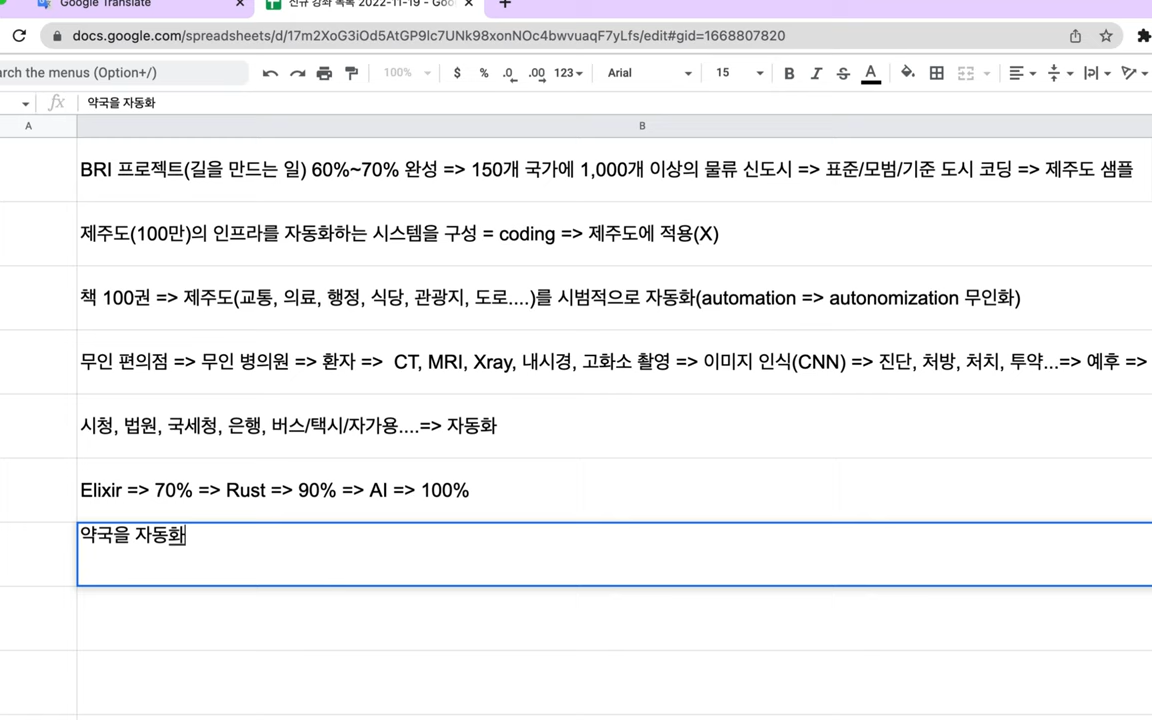 Google Translate
신규 강좌 목록 2022-11-19 - Goo
docs.google.com/spreadsheets/d/17m2XoG3iOd5AtGP9lc7UNk98xonNOc4bwvuaqF7yLfs/edit#gid=1668807820
rch the menus (Option+/)
100% $ % .0 .00 123 Arial 15 B I S A
fx 약국을 자동화
A B
BRI 프로젝트(길을 만드는 일) 60%~70% 완성 => 150개 국가에 1,000개 이상의 물류 신도시 => 표준/모범/기준 도시 코딩 => 제주도 샘플
제주도(100만)의 인프라를 자동화하는 시스템을 구성 = coding => 제주도에 적용(X)
책 100권 => 제주도(교통, 의료, 행정, 식당, 관광지, 도로....)를 시범적으로 자동화(automation => autonomization 무인화)
무인 편의점 => 무인 병의원 => 환자 => CT, MRI, Xray, 내시경, 고화소 촬영 => 이미지 인식(CNN) => 진단, 처방, 처치, 투약...=> 예후 =>
시청, 법원, 국세청, 은행, 버스/택시/자가용....=> 자동화
Elixir => 70% => Rust => 90% => AI => 100%
약국을 자동화